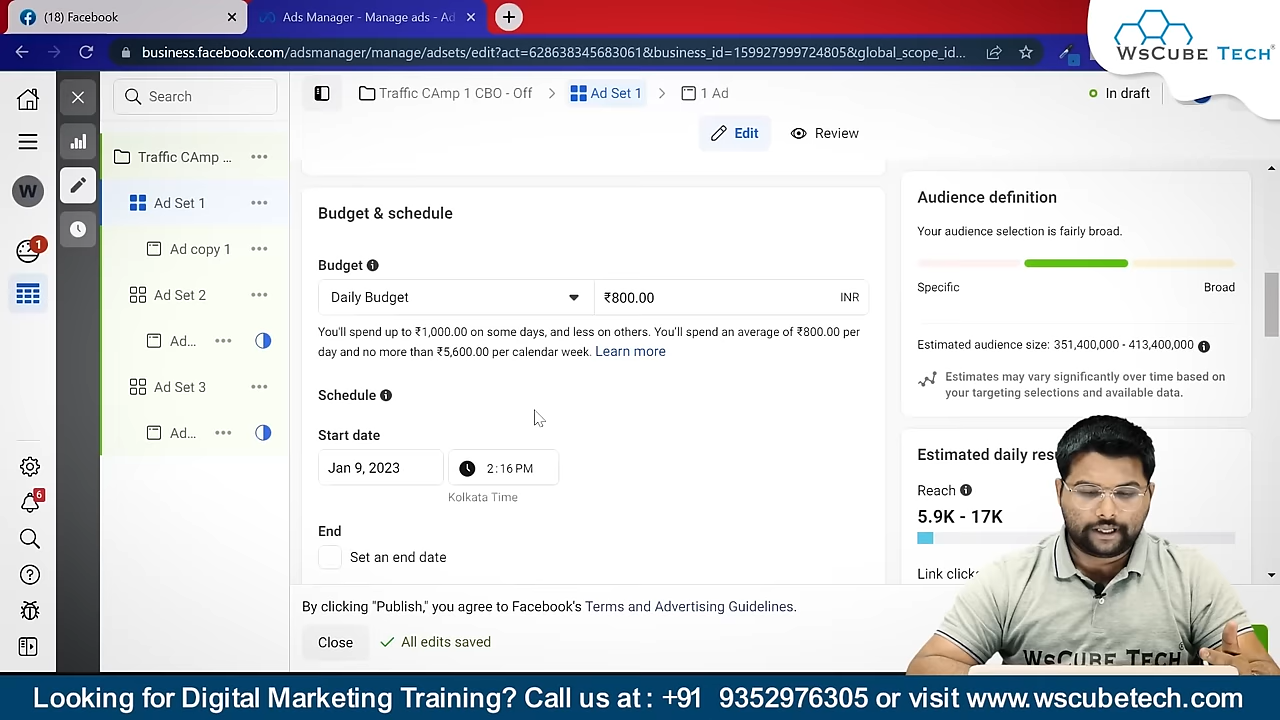 (18) Facebook
Ads Manager - Manage ads - Ad
WsCube Tech®
business.facebook.com/adsmanager/manage/adsets/edit?act=628638345683061&business_id=1599279997248058&global_scope_id...
Search
Traffic CAmp 1 CBO - Off > Ad Set 1 > 1 Ad
In draft
Edit
Review
Traffic CAmp ...
Ad Set 1
Ad copy 1
Ad Set 2
Ad...
Ad Set 3
Ad...
W
1
6
Budget & schedule
Budget
Daily Budget
₹800.00
INR
You'll spend up to ₹1,000.00 on some days, and less on others. You'll spend an average of ₹800.00 per
day and no more than ₹5,600.00 per calendar week. Learn more
Schedule
Start date
Jan 9, 2023
2:16 PM
Kolkata Time
End
Set an end date
Audience definition
Your audience selection is fairly broad.
Specific
Broad
Estimated audience size: 351,400,000 - 413,400,000
Estimates may vary significantly over time based on
your targeting selections and available data.
Estimated daily
Reach
5.9K - 17K
Link
By clicking "Publish," you agree to Facebook's Terms and Advertising Guidelines.
Close
All edits saved
WsCube Tech
Looking for Digital Marketing Training? Call us at : +91 9352976305 or visit www.wscubetech.com